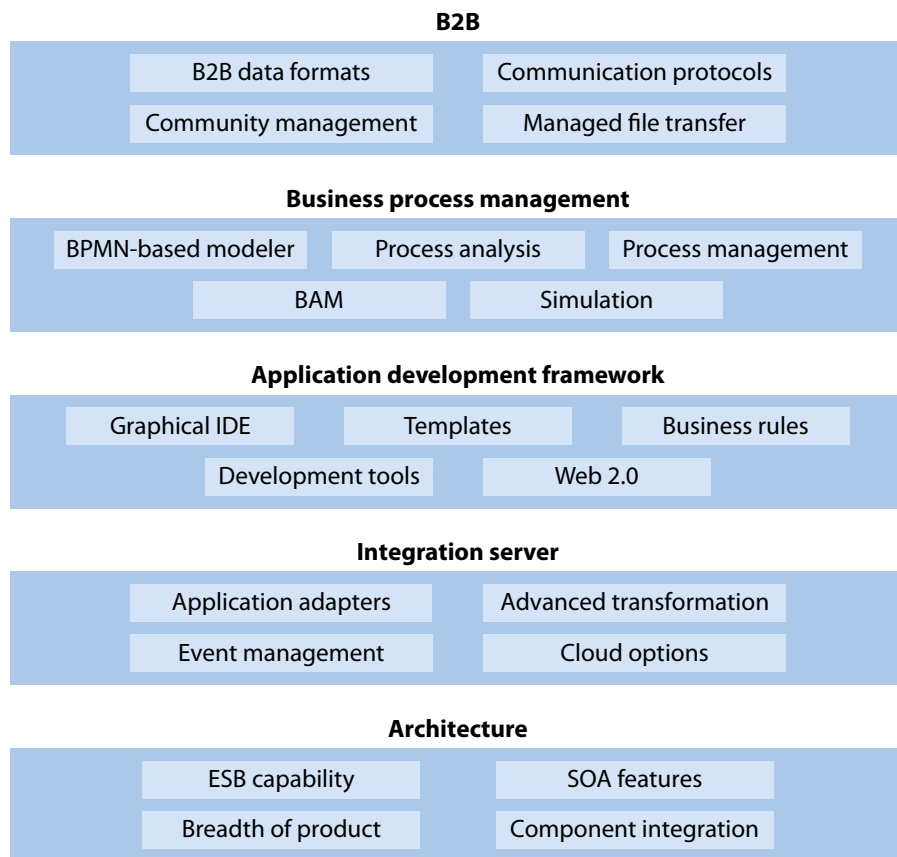 B2B
B2B data formats
Communication protocols
Community management
Managed file transfer
Business process management
BPMN-based modeler
Process analysis
Process management
BAM
Simulation
Application development framework
Graphical IDE
Templates
Business rules
Development tools
Web 2.0
Integration server
Application adapters
Advanced transformation
Event management
Cloud options
Architecture
ESB capability
SOA features
Breadth of product
Component integration